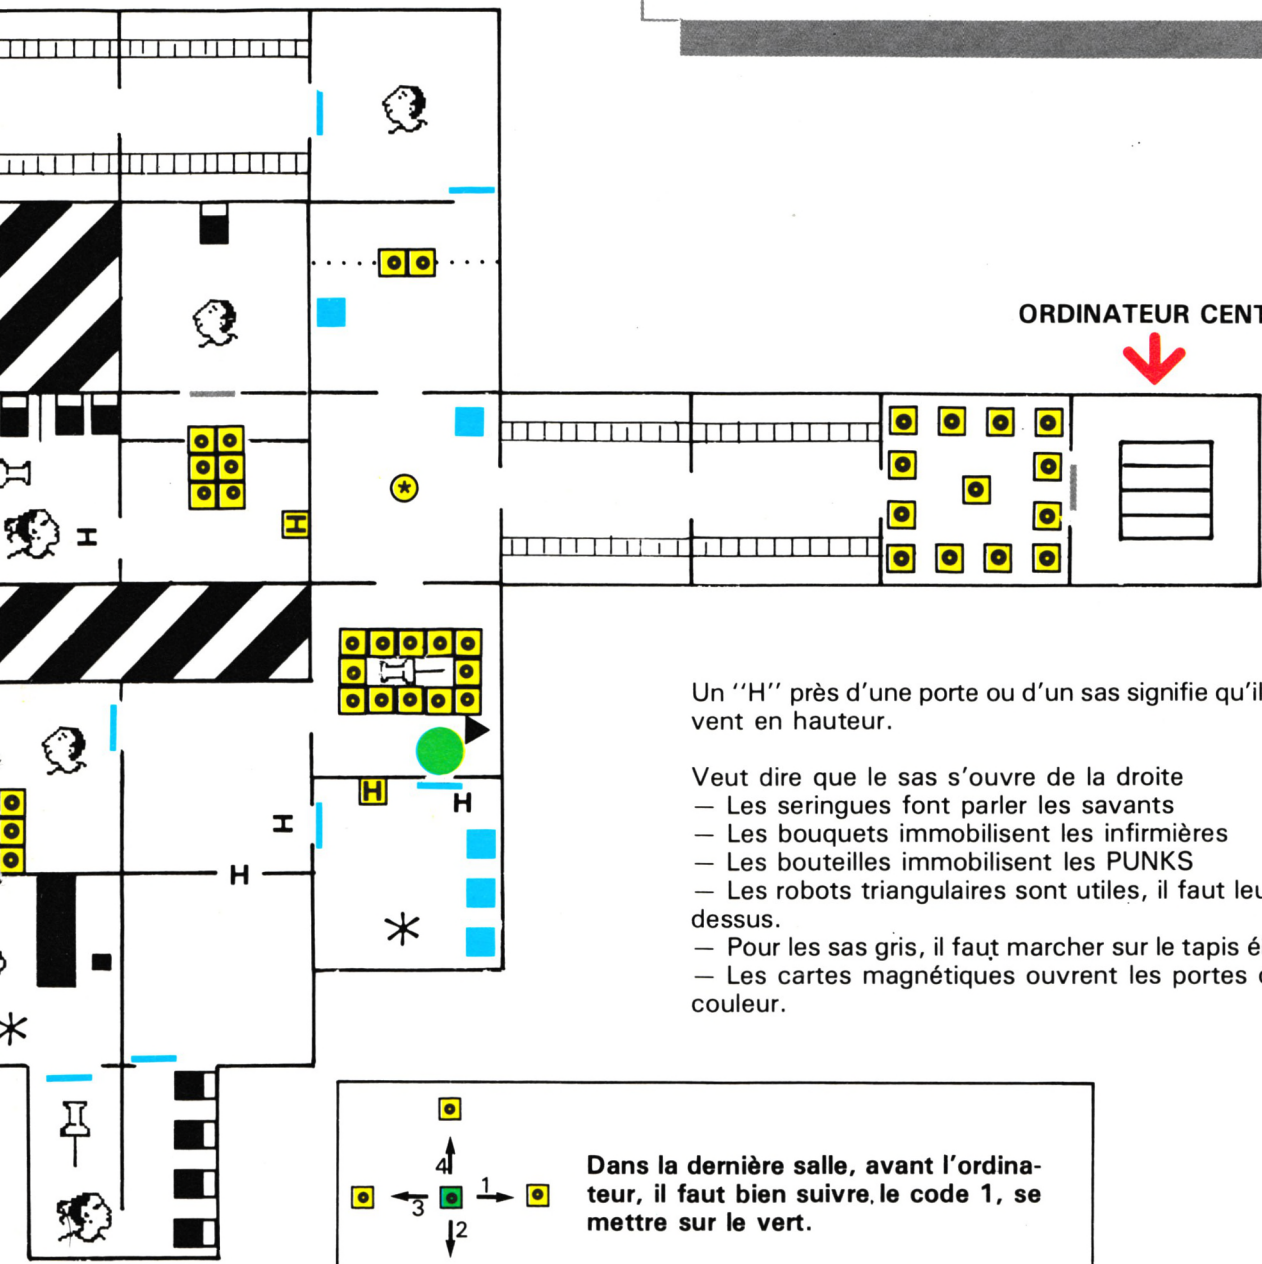 ORDINATEUR
H
H
Un ‘‘H’’ près d’une porte ou d’un sas signifie
vent en hauteur.
Veut dire que le sas s’ouvre de la droite
— Les seringues font parler les savants
H
H
H
— Les bouquets immobilisent les infirmières
— Les bouteilles immobilisent les PUNKS
H
— Les robots triangulaires sont utiles, il faut
dessus.
— Pour les sas gris, il faut marcher sur le tapis
— Les cartes magnétiques ouvrent les portes
couleur.
4
1
3
2
Dans la dernière salle, avant l’ordina-
teur, il faut bien suivre le code 1, se
mettre sur le vert.